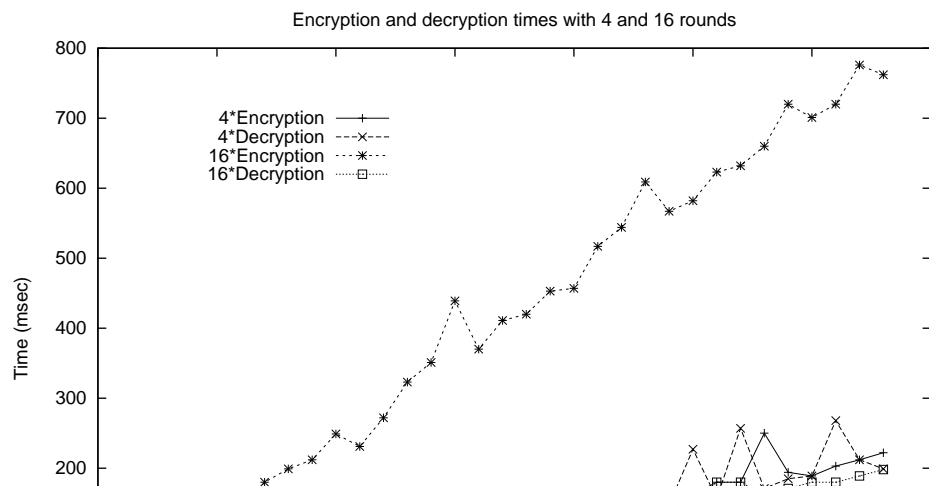 Encryption and decryption times with 4 and 16 rounds
800
700
600
500
400
300
200
Time (msec)
4*Encryption
4*Decryption
16*Encryption
16*Decryption